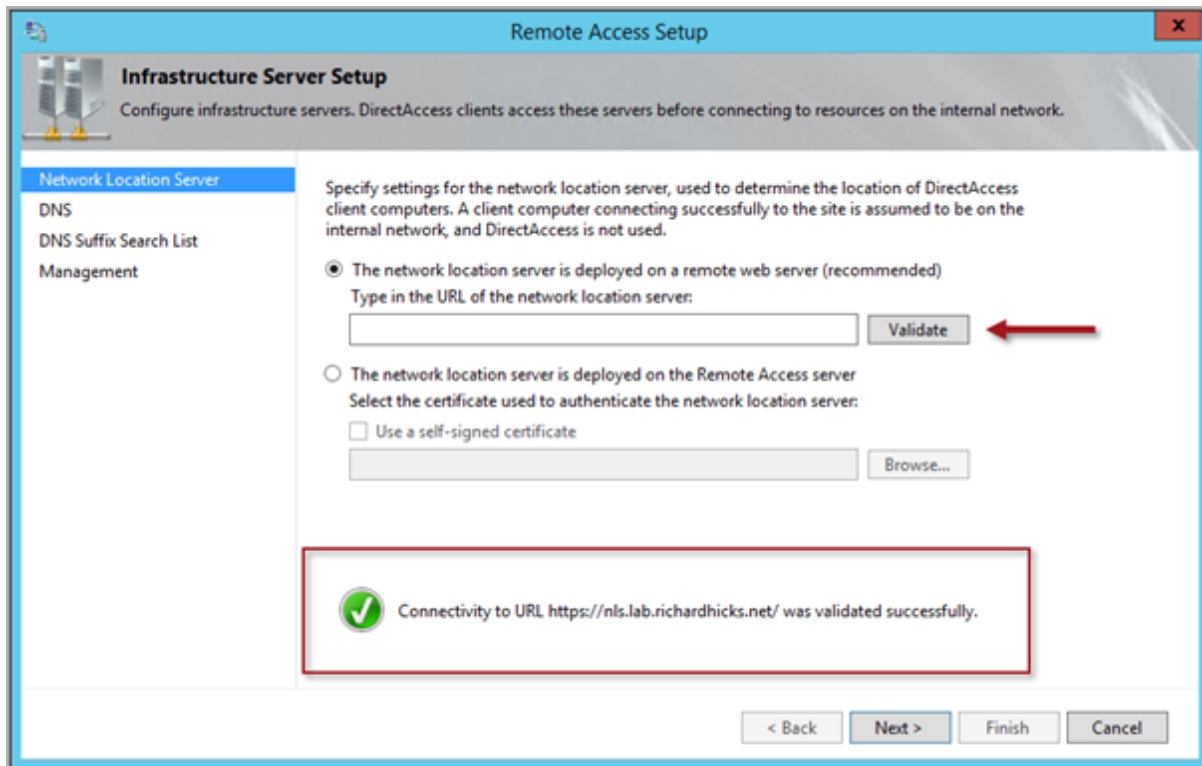 Remote Access Setup
x
Infrastructure Server Setup
Configure infrastructure servers. DirectAccess clients access these servers before connecting to resources on the internal network.
Network Location Server
DNS
DNS Suffix Search List
Management
Specify settings for the network location server, used to determine the location of DirectAccess
client computers. A client computer connecting successfully to the site is assumed to be on the
internal network, and DirectAccess is not used.
The network location server is deployed on a remote web server (recommended)
Type in the URL of the network location server:
Validate
The network location server is deployed on the Remote Access server
Select the certificate used to authenticate the network location server:
Use a self-signed certificate
Browse...
Connectivity to URL https://nls.lab.richardhicks.net/ was validated successfully.
< Back
Next >
Finish
Cancel